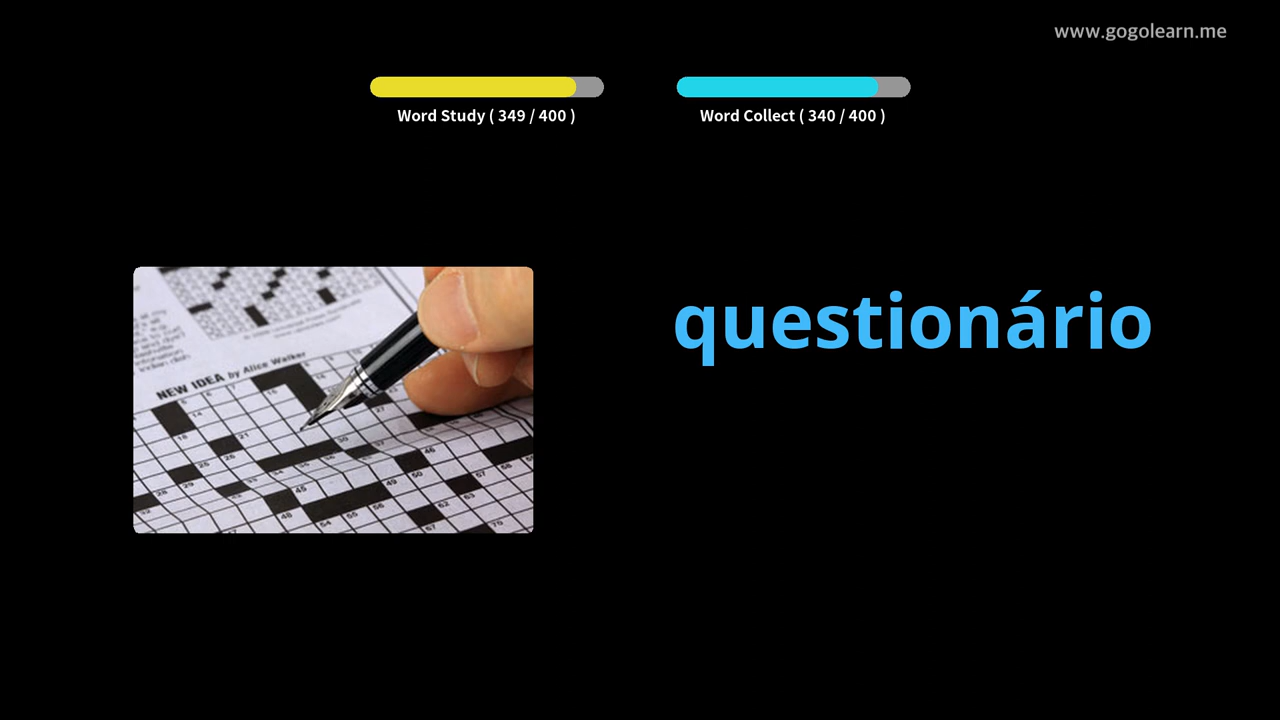 www.gogolearn.me
Word Study ( 349 / 400 )
Word Collect ( 340 / 400 )
questionário
NEW IDEA by Alice Walker